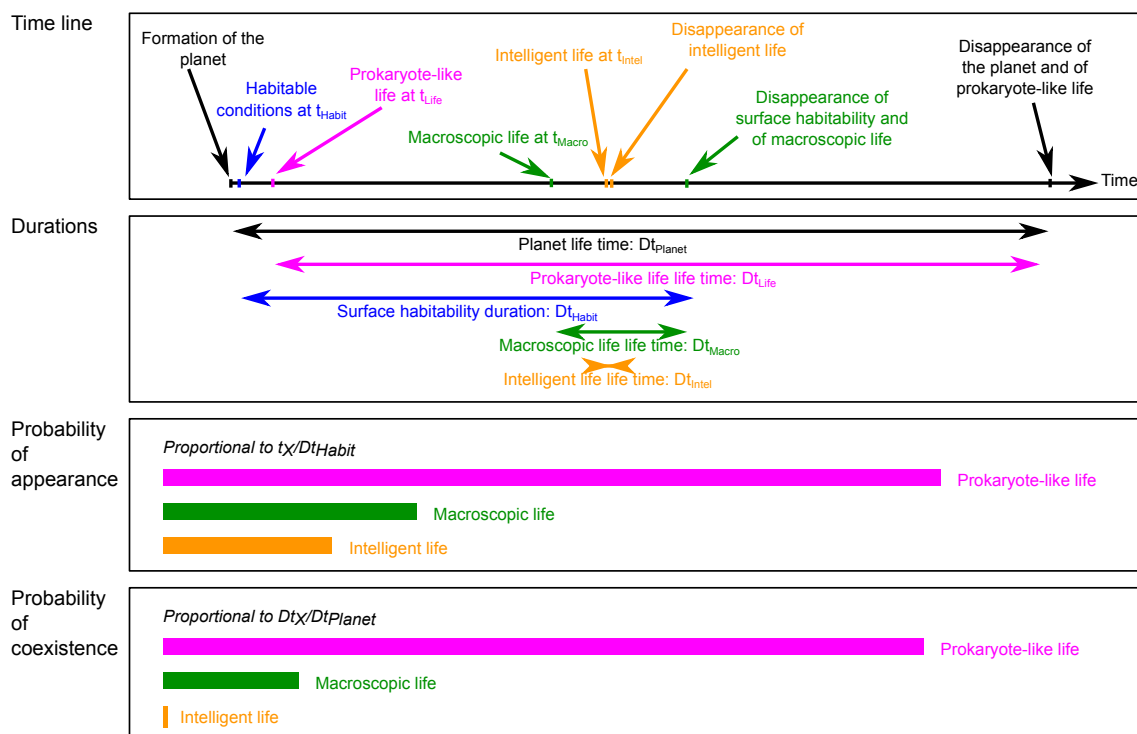 Time line
Formation of the
planet
Habitable
conditions at tHabit
Prokaryote-like
life at tLife
Macroscopic life at tMacro
Intelligent life at tIntel
Disappearance of
intelligent life
Disappearance of
surface habitability and
of macroscopic life
Disappearance of
the planet and of
prokaryote-like life
Time
Durations
Planet life time: DtPlanet
Prokaryote-like life life time: DtLife
Surface habitability duration: DtHabit
Macroscopic life life time: DtMacro
Intelligent life life time: DtIntel
Probability
of
appearance
Proportional to tX/DtHabit
Prokaryote-like life
Macroscopic life
Intelligent life
Probability
of
coexistence
Proportional to DtX/DtPlanet
Prokaryote-like life
Macroscopic life
Intelligent life